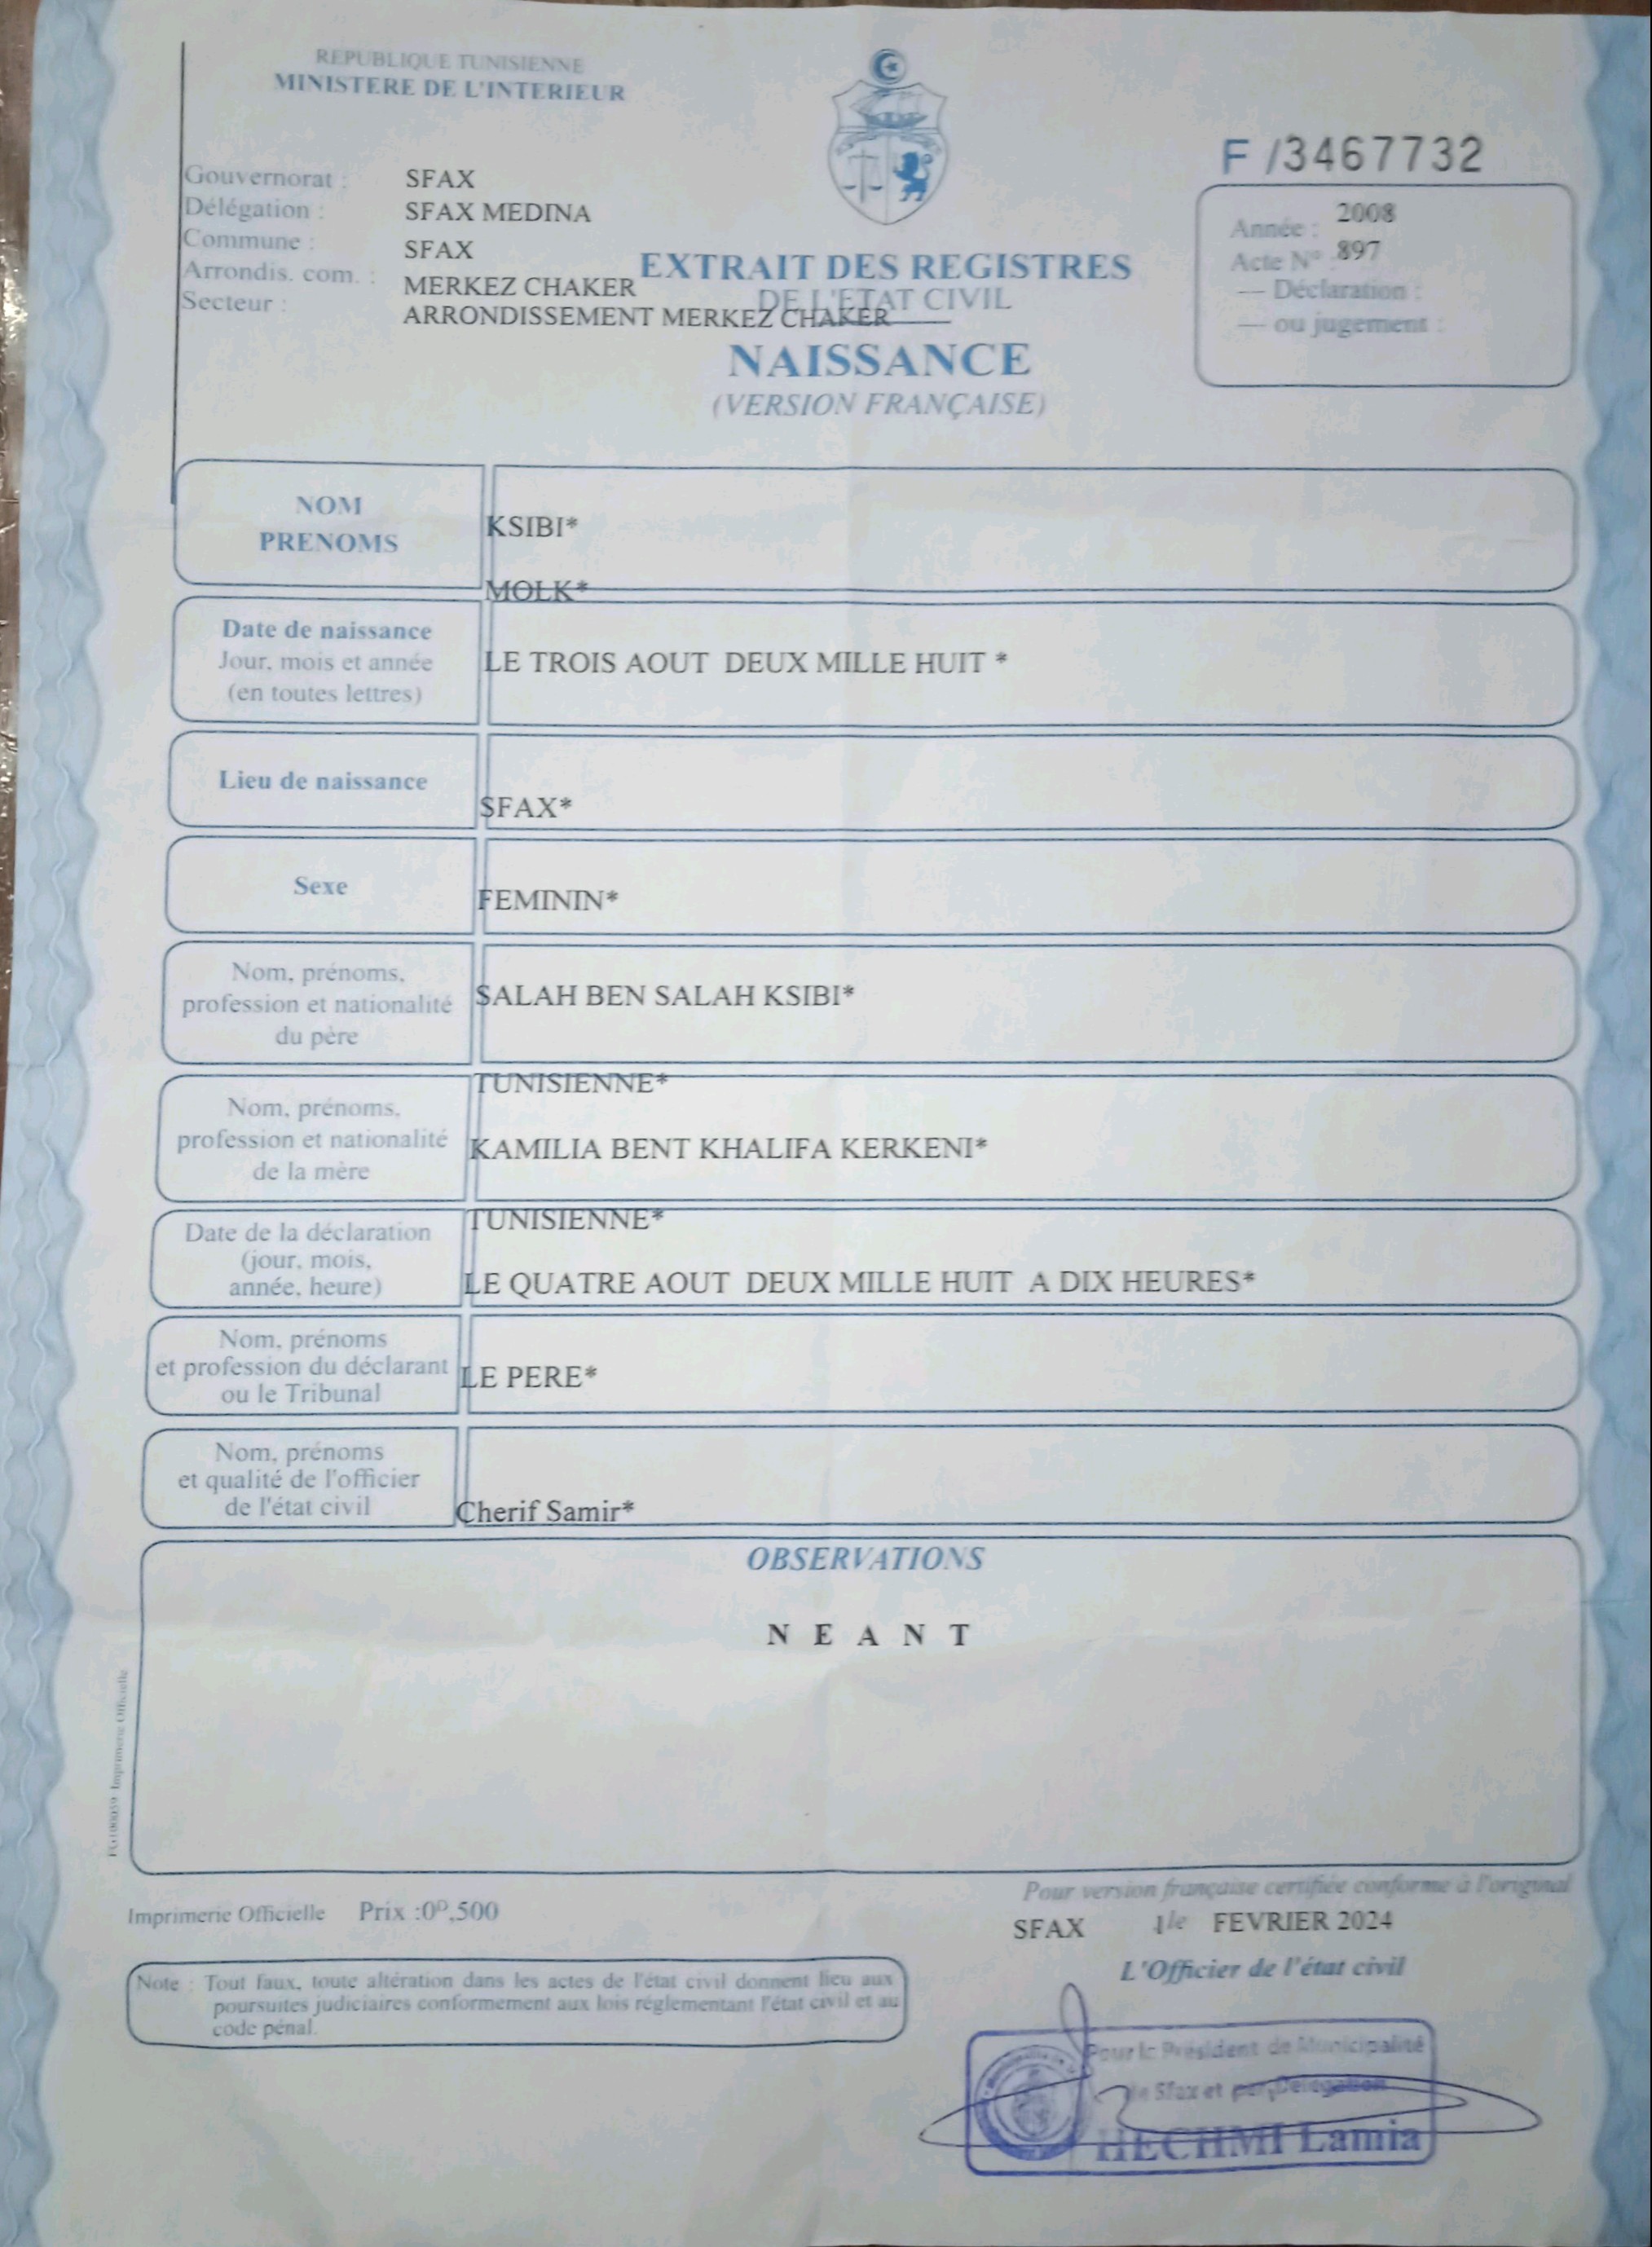 REPUBLIQUE TUNISIENNE
MINISTERE DE L'INTERIEUR
F /3467732
Gouvernorat : SFAX
Délégation : SFAX MEDINA
Commune : SFAX
Arrondis. com. : MERKEZ CHAKER
Secteur : ARRONDISSEMENT MERKEZ CHAKER
Année : 2008
Acte N° 897
— Déclaration :
— ou jugement :
EXTRAIT DES REGISTRES
DE L'ETAT CIVIL
NAISSANCE
(VERSION FRANÇAISE)
NOM
PRENOMS
KSIBI*
MOLK*
Date de naissance
Jour, mois et année
(en toutes lettres)
LE TROIS AOUT DEUX MILLE HUIT *
Lieu de naissance
SFAX*
Sexe
FEMININ*
Nom, prénoms,
profession et nationalité
du père
SALAH BEN SALAH KSIBI*
TUNISIENNE*
Nom, prénoms,
profession et nationalité
de la mère
KAMILIA BENT KHALIFA KERKENI*
TUNISIENNE*
Date de la déclaration
(jour, mois,
année, heure)
LE QUATRE AOUT DEUX MILLE HUIT A DIX HEURES*
Nom, prénoms
et profession du déclarant
ou le Tribunal
LE PERE*
Nom, prénoms
et qualité de l'officier
de l'état civil
Cherif Samir*
OBSERVATIONS
N E A N T
Imprimerie Officielle
Pour version française certifiée conforme à l'original
Imprimerie Officielle Prix :0ᴰ,500
SFAX 1le FEVRIER 2024
L'Officier de l'état civil
Note : Tout faux, toute altération dans les actes de l'état civil donnent lieu aux
poursuites judiciaires conformement aux lois réglementant l'état civil et au
code pénal.
Pour le Président de Municipalité
de Sfax et par Délégation
HECHMI Lamia